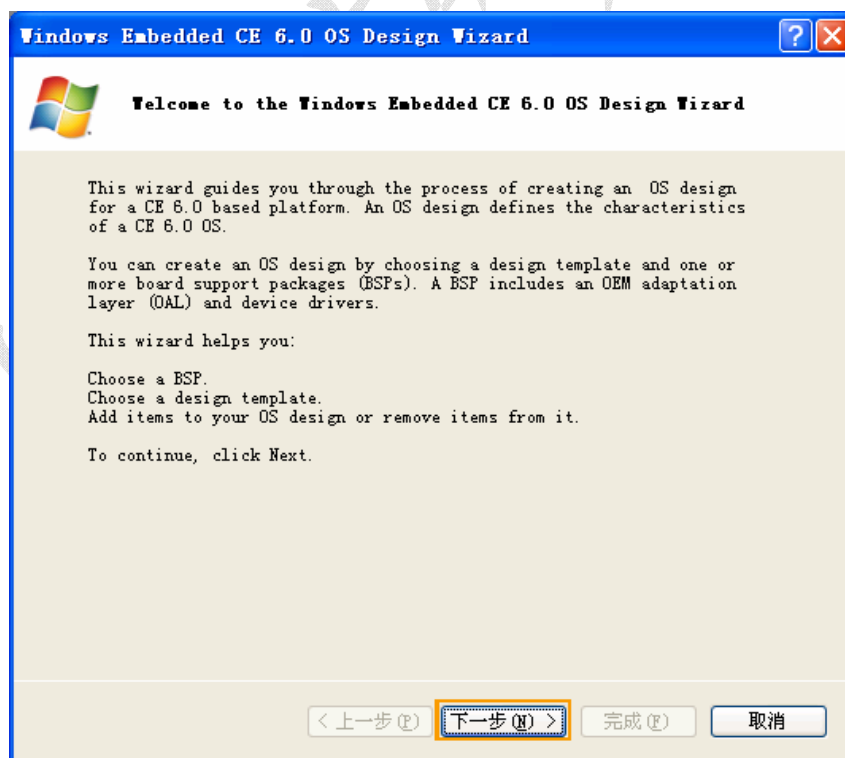 Windows Embedded CE 6.0 OS Design Wizard
Welcome to the Windows Embedded CE 6.0 OS Design Wizard
This wizard guides you through the process of creating an OS design
for a CE 6.0 based platform. An OS design defines the characteristics
of a CE 6.0 OS.
You can create an OS design by choosing a design template and one or
more board support packages (BSPs). A BSP includes an OEM adaptation
layer (OAL) and device drivers.
This wizard helps you:
Choose a BSP.
Choose a design template.
Add items to your OS design or remove items from it.
To continue, click Next.
< 上一步(P) 下一步(N) > 完成(F) 取消